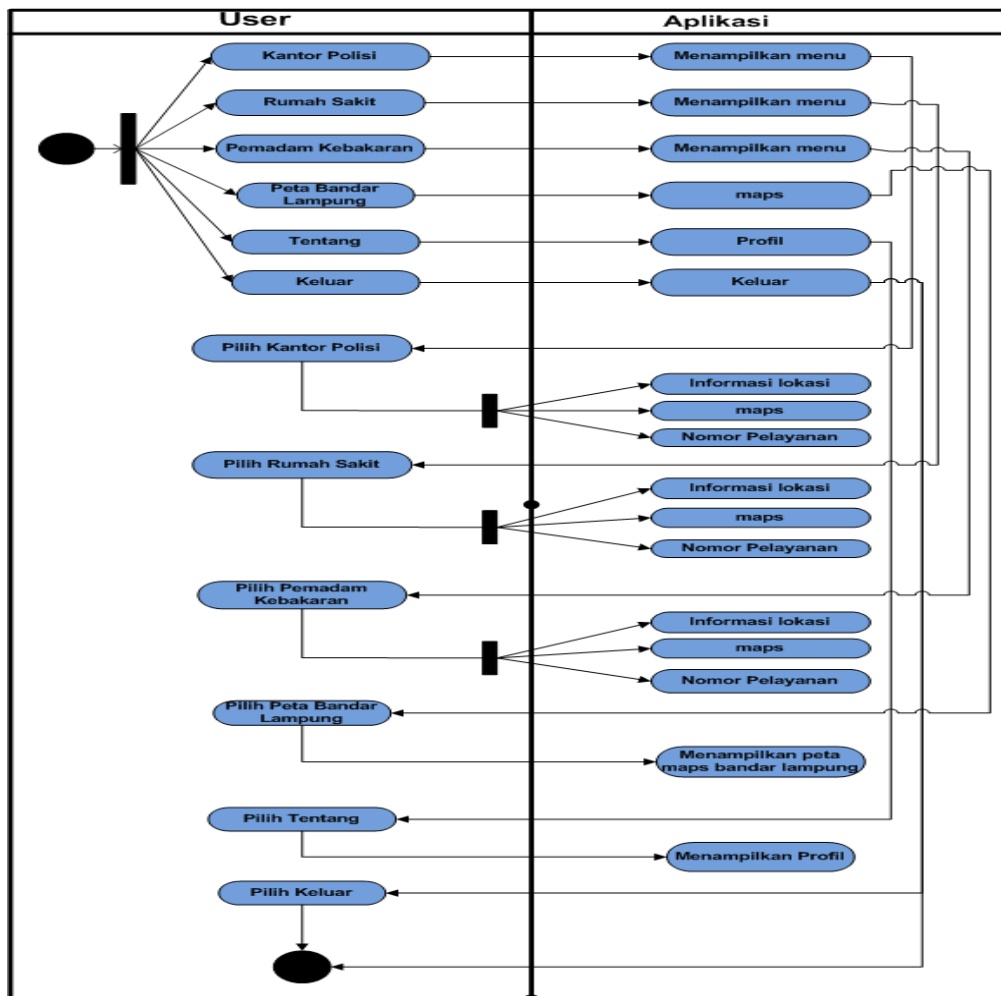 User
Aplikasi
Kantor Polisi
Menampilkan menu
Rumah Sakit
Menampilkan menu
Pemadam Kebakaran
Menampilkan menu
Peta Bandar
Lampung
maps
Tentang
Profil
Keluar
Keluar
Pilih Kantor Polisi
Informasi lokasi
maps
Nomor Pelayanan
Pilih Rumah Sakit
Informasi lokasi
maps
Nomor Pelayanan
Pilih Pemadam
Kebakaran
Informasi lokasi
maps
Nomor Pelayanan
Pilih Peta Bandar
Lampung
Menampilkan peta
maps bandar lampung
Pilih Tentang
Menampilkan Profil
Pilih Keluar